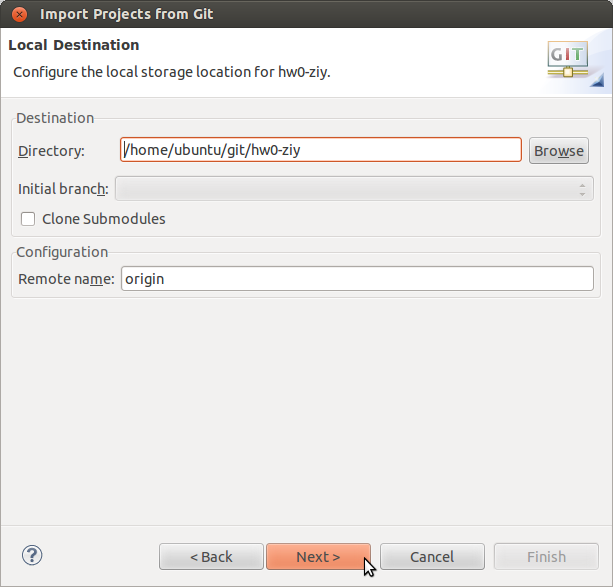 Import Projects from Git
Local Destination
Configure the local storage location for hw0-ziy.
GIT
Destination
Directory: /home/ubuntu/git/hw0-ziy Browse
Initial branch:
Clone Submodules
Configuration
Remote name: origin
? < Back Next > Cancel Finish